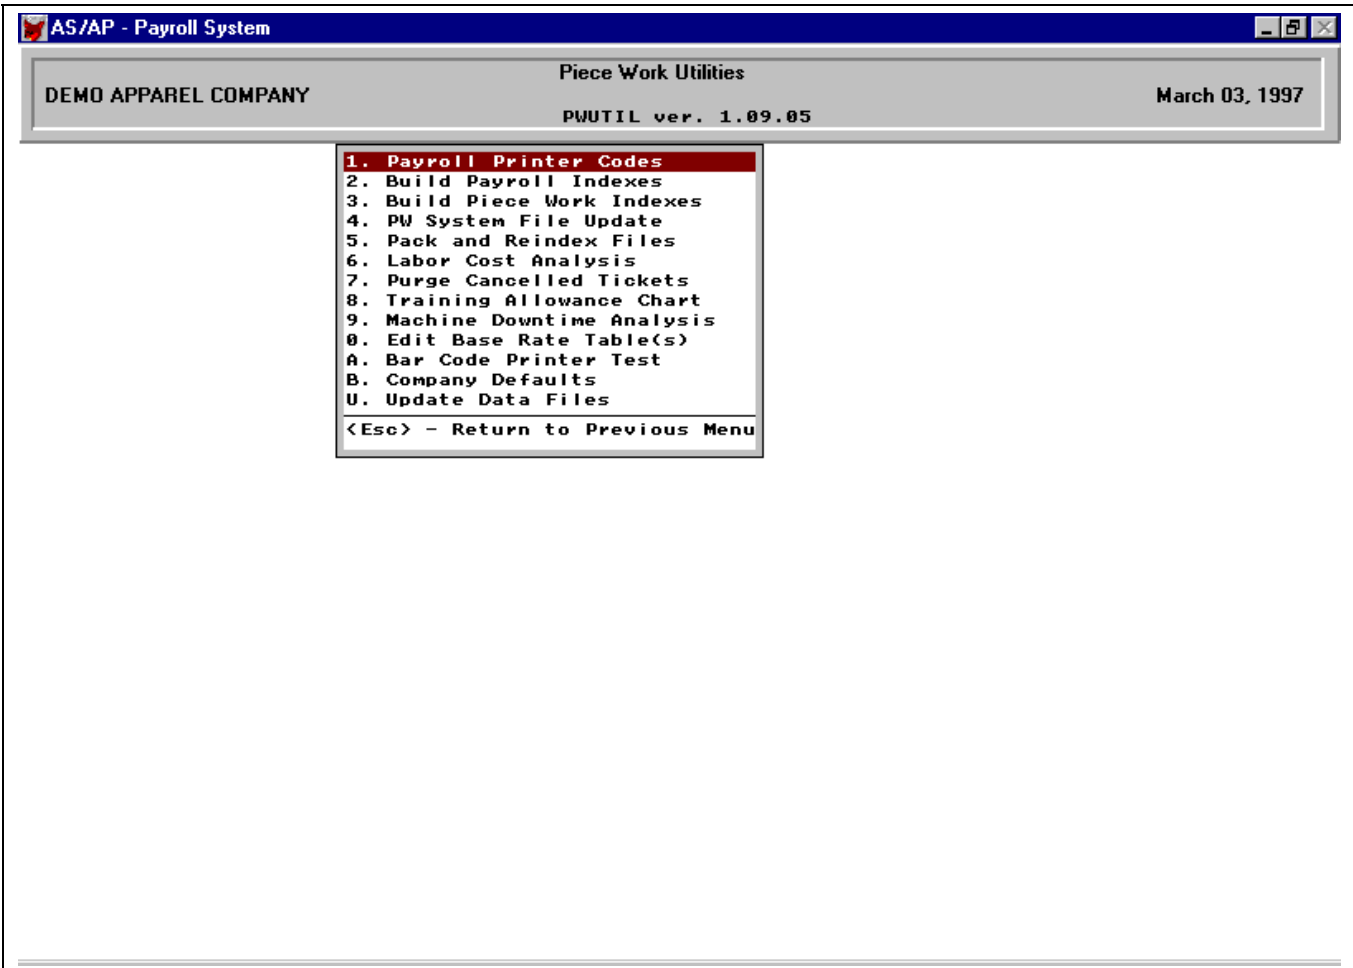 AS/AP - Payroll System
Piece Work Utilities
DEMO APPAREL COMPANY
March 03, 1997
PWUTIL ver. 1.09.05
1. Payroll Printer Codes
2. Build Payroll Indexes
3. Build Piece Work Indexes
4. PW System File Update
5. Pack and Reindex Files
6. Labor Cost Analysis
7. Purge Cancelled Tickets
8. Training Allowance Chart
9. Machine Downtime Analysis
0. Edit Base Rate Table(s)
A. Bar Code Printer Test
B. Company Defaults
U. Update Data Files
<Esc> - Return to Previous Menu